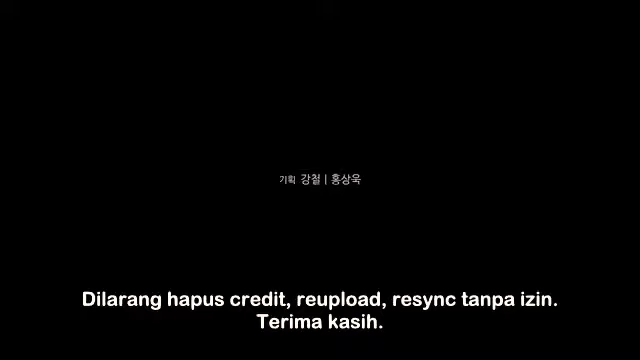 기획 강철 | 홍상욱
Dilarang hapus credit, reupload, resync tanpa izin.
Terima kasih.